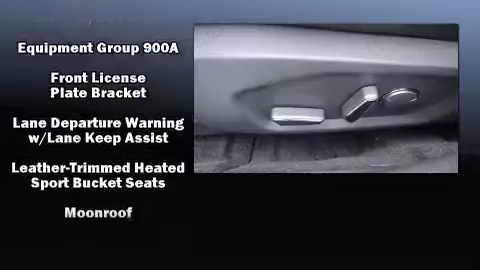 Equipment Group 900A
Front License
Plate Bracket
Lane Departure Warning
w/Lane Keep Assist
Leather-Trimmed Heated
Sport Bucket Seats
Moonroof